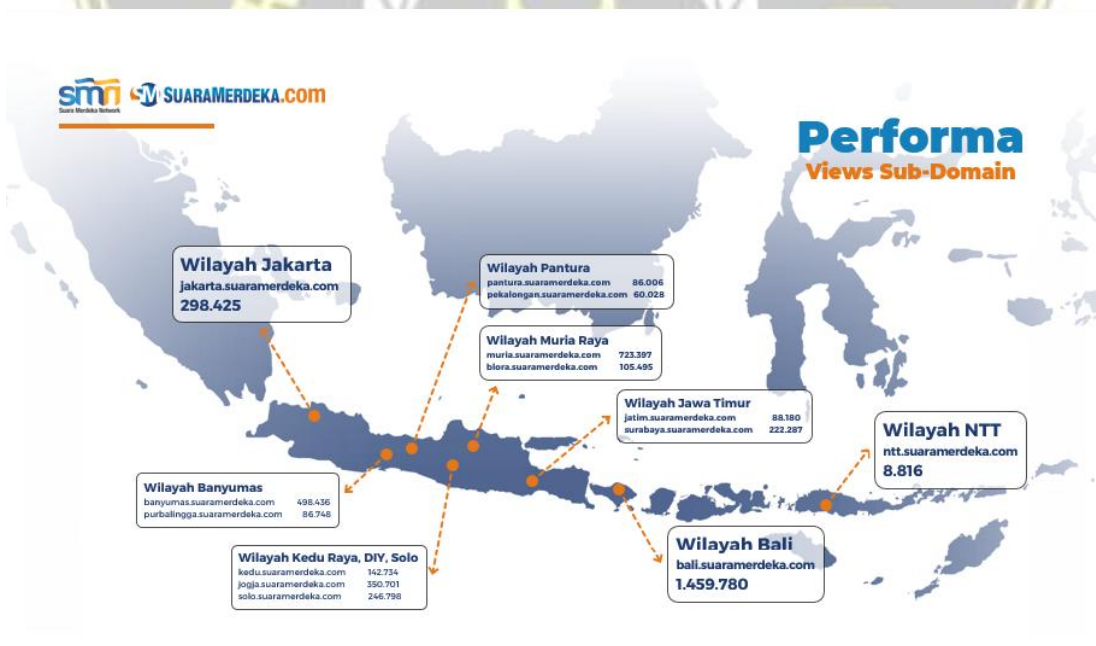 smn
Suara Merdeka Network
SM SUARAMERDEKA.COM
Performa
Views Sub-Domain
Wilayah Jakarta
jakarta.suaramerdeka.com
298.425
Wilayah Pantura
pantura.suaramerdeka.com 86.006
pekalongan.suaramerdeka.com 60.028
Wilayah Muria Raya
muria.suaramerdeka.com 723.397
blora.suaramerdeka.com 105.495
Wilayah Jawa Timur
jatim.suaramerdeka.com 88.180
surabaya.suaramerdeka.com 222.287
Wilayah NTT
ntt.suaramerdeka.com
8.816
Wilayah Banyumas
banyumas.suaramerdeka.com 498.436
purbalingga.suaramerdeka.com 86.748
Wilayah Kedu Raya, DIY, Solo
kedu.suaramerdeka.com 142.734
jogja.suaramerdeka.com 350.701
solo.suaramerdeka.com 246.798
Wilayah Bali
bali.suaramerdeka.com
1.459.780